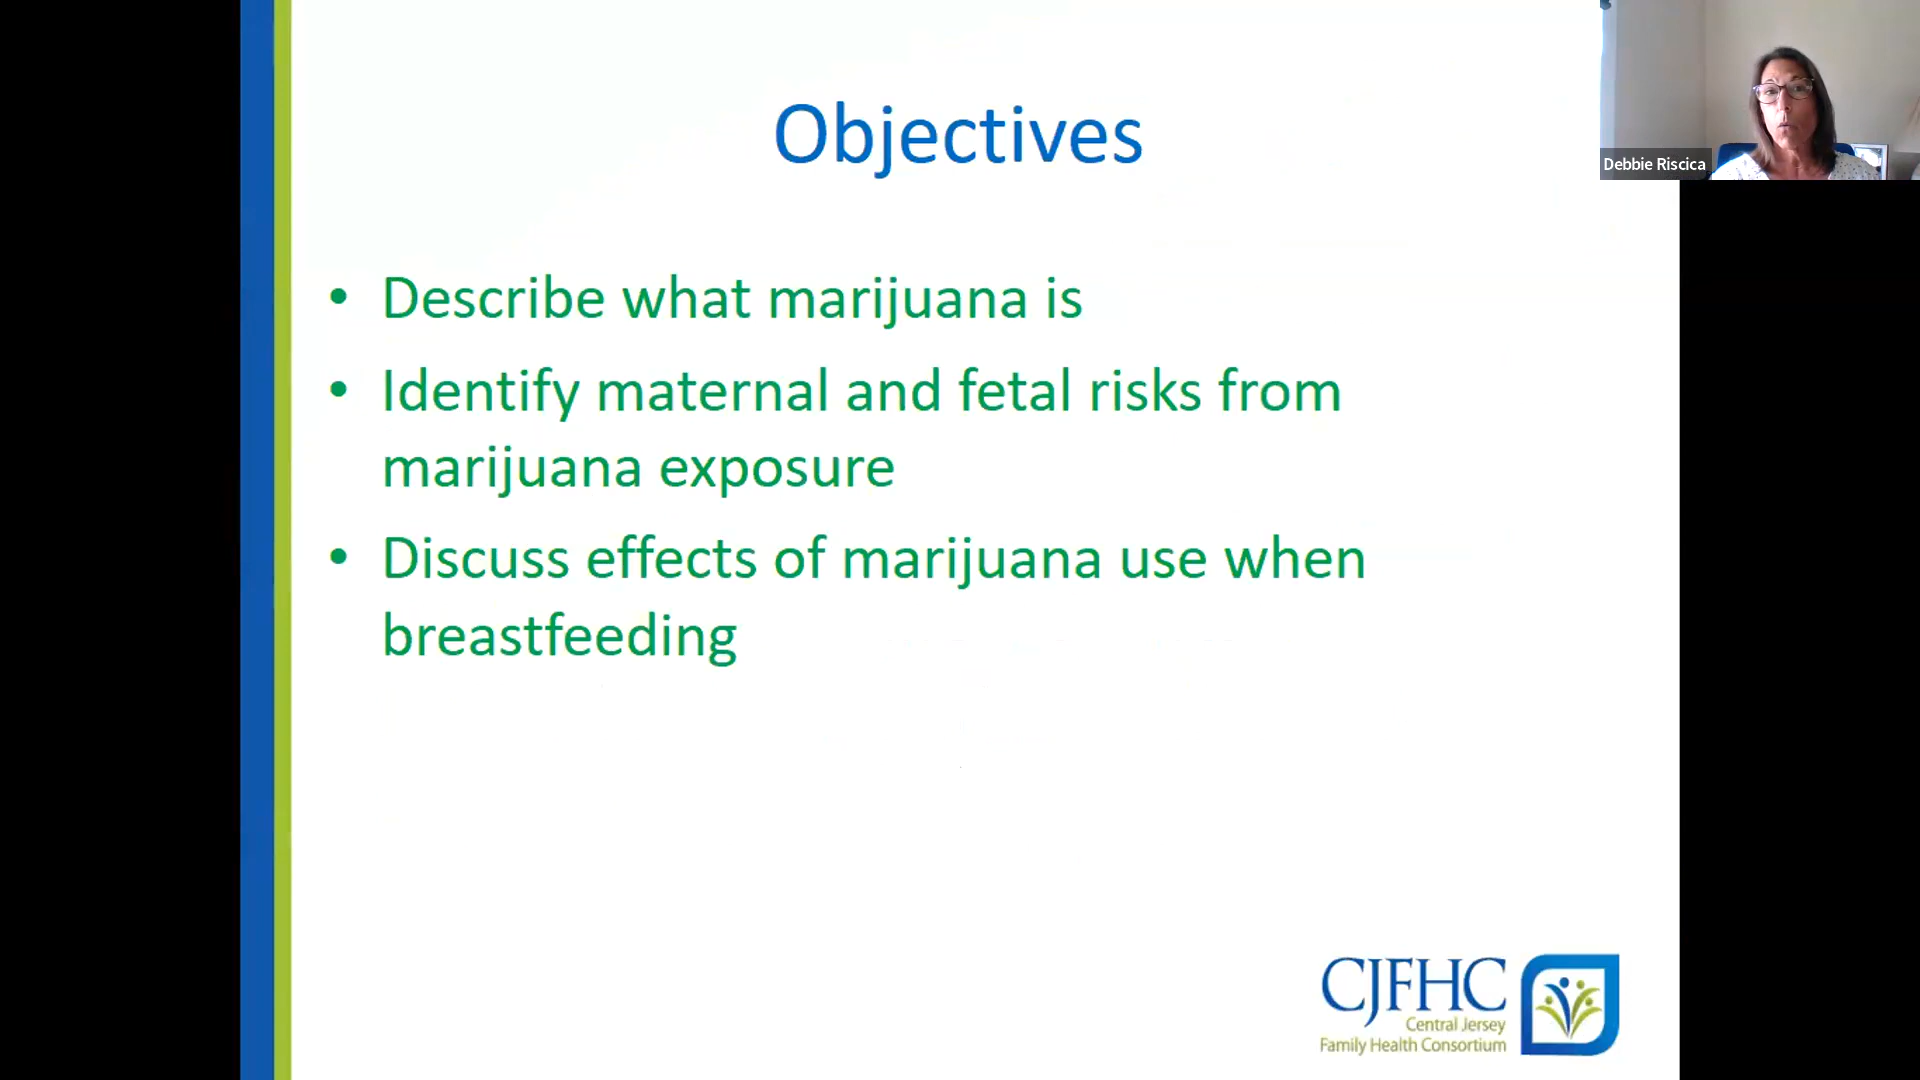 Objectives
• Describe what marijuana is
• Identify maternal and fetal risks from
marijuana exposure
• Discuss effects of marijuana use when
breastfeeding
Debbie Riscica
CJFHC
Central Jersey
Family Health Consortium